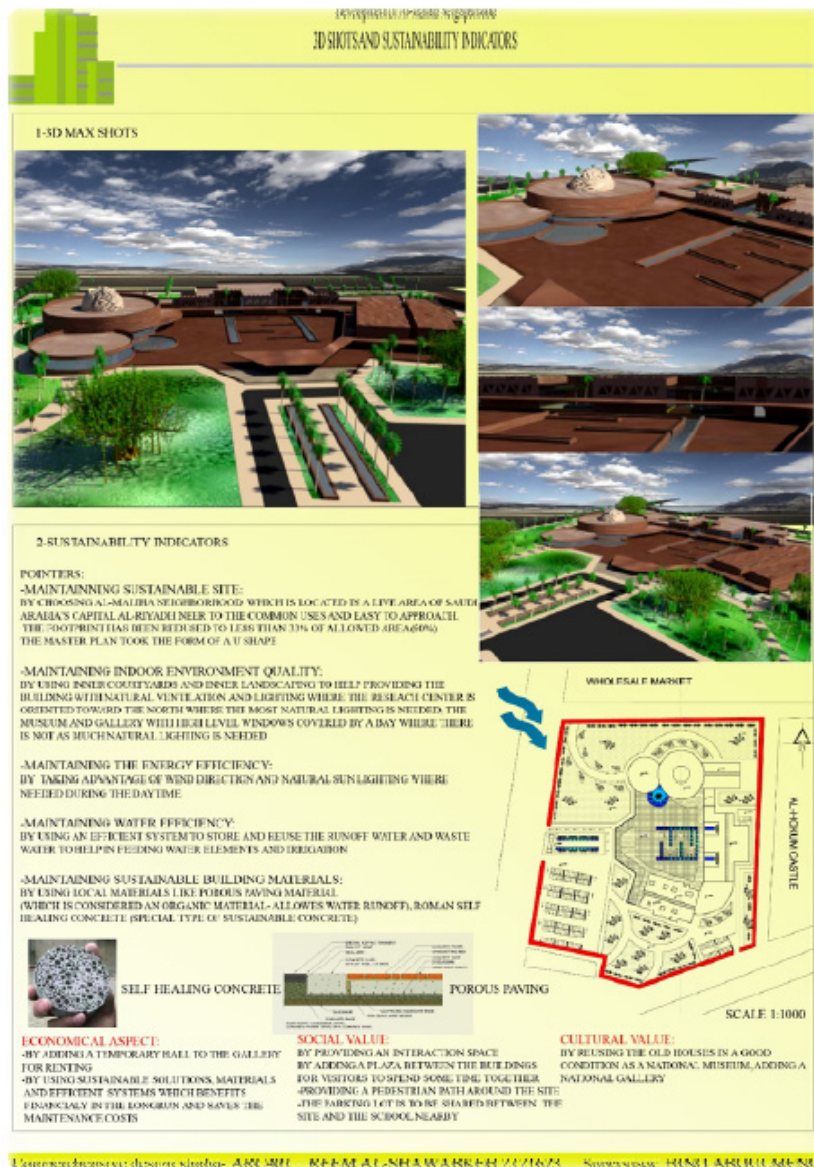 3D SHOTS AND SUSTAINABILITY INDICATORS
1-3D MAX SHOTS
2-SUSTAINABILITY INDICATORS
POINTERS:
-MAINTAINNING SUSTAINABLE SITE:
BY CHOOSING AL-MALIHA NEIGHBORHOOD WHICH IS LOCATED IN A LIVE AREA OF SAUDI
ARABIA'S CAPITAL AL-RIYADH NEER TO THE COMMON USES AND EASY TO APPROACH.
THE FOOTPRINT HAS BEEN REDUSED TO LESS THAN 33% OF ALLOWED AREA(60%)
THE MASTER PLAN TOOK THE FORM OF A U SHAPE
-MAINTAINING INDOOR ENVIRONMENT QUALITY:
BY USING INNER COURTYARDS AND INNER LANDSCAPING TO HELP PROVIDING THE
BUILDING WITH NATURAL VENTILATION AND LIGHTING WHERE THE RESEACH CENTER IS
ORIENTED TOWARD THE NORTH WHERE THE MOST NATURAL LIGHTING IS NEEDED. THE
MUSEUM AND GALLERY WITH HIGH LEVEL WINDOWS COVERED BY A BAY WHERE THERE
IS NOT AS MUCH NATURAL LIGHTING IS NEEDED
-MAINTAINING THE ENERGY EFFICIENCY:
BY TAKING ADVANTAGE OF WIND DIRECTION AND NATURAL SUN LIGHTING WHERE
NEEDED DURING THE DAYTIME
-MAINTAINING WATER EFFICIENCY:
BY USING AN EFFICIENT SYSTEM TO STORE AND REUSE THE RUNOFF WATER AND WASTE
WATER TO HELP IN FEEDING WATER ELEMENTS AND IRRIGATION
-MAINTAINING SUSTAINABLE BUILDING MATERIALS:
BY USING LOCAL MATERIALS LIKE POROUS PAVING MATERIAL
(WHICH IS CONSIDERED AN ORGANIC MATERIAL- ALLOWES WATER RUNOFF), ROMAN SELF
HEALING CONCRETE (SPECIAL TYPE OF SUSTAINABLE CONCRETE)
SELF HEALING CONCRETE
POROUS PAVING
WHOLESALE MARKET
AL-HOKUM CASTLE
SCALE 1:1000
ECONOMICAL ASPECT:
-BY ADDING A TEMPORARY HALL TO THE GALLERY
FOR RENTING
-BY USING SUSTAINABLE SOLUTIONS, MATERIALS
AND EFFICIENT SYSTEMS WHICH BENEFITS
FINANCIALY IN THE LONGRUN AND SAVES THE
MAINTENANCE COSTS
SOCIAL VALUE:
BY PROVIDING AN INTERACTION SPACE
BY ADDING A PLAZA BETWEEN THE BUILDINGS
FOR VISITORS TO SPEND SOME TIME TOGETHER
-PROVIDING A PEDESTRIAN PATH AROUND THE SITE
-THE PARKING LOT IS TO BE SHARED BETWEEN THE
SITE AND THE SCHOOL NEARBY
CULTURAL VALUE:
BY REUSING THE OLD HOUSES IN A GOOD
CONDITION AS A NATIONAL MUSEUM, ADDING A
NATIONAL GALLERY